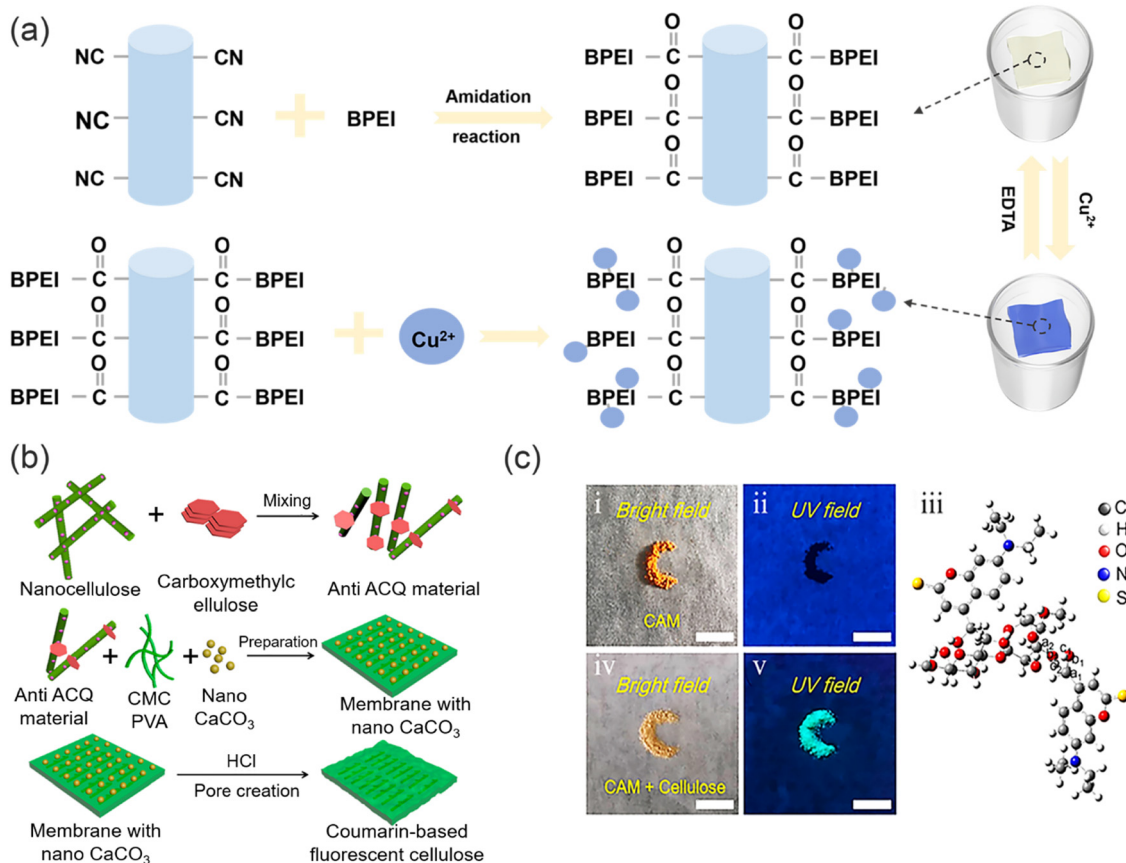 (a)
NC
CN
NC
CN
NC
CN
BPEI
Amidation
reaction
O
O
C
C
BPEI
BPEI
O
O
C
C
BPEI
BPEI
O
O
C
C
BPEI
BPEI
EDTA
Cu²⁺
O
O
C
C
BPEI
BPEI
O
O
C
C
BPEI
BPEI
O
O
C
C
BPEI
BPEI
Cu²⁺
O
O
C
C
BPEI
BPEI
O
O
C
C
BPEI
BPEI
O
O
C
C
BPEI
BPEI
(b)
Mixing
Nanocellulose
Carboxymethylc
ellulose
Anti ACQ material
Preparation
Anti ACQ
material
CMC
PVA
Nano
CaCO₃
Membrane with
nano CaCO₃
HCl
Pore creation
Membrane with
nano CaCO₃
Coumarin-based
fluorescent cellulose
(c)
i
Bright field
CAM
ii
UV field
iii
C
H
O
N
S
iv
Bright field
CAM + Cellulose
v
UV field